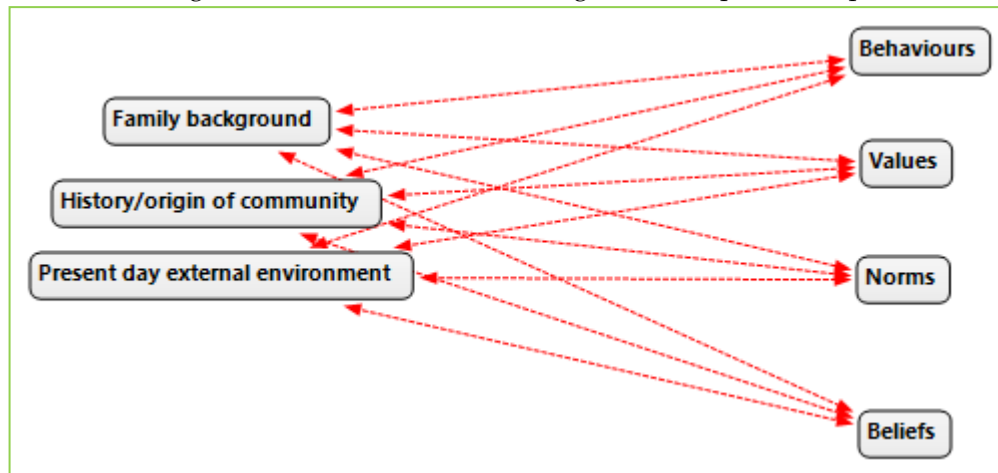 Behaviours
Family background
Values
History/origin of community
Present day external environment
Norms
Beliefs